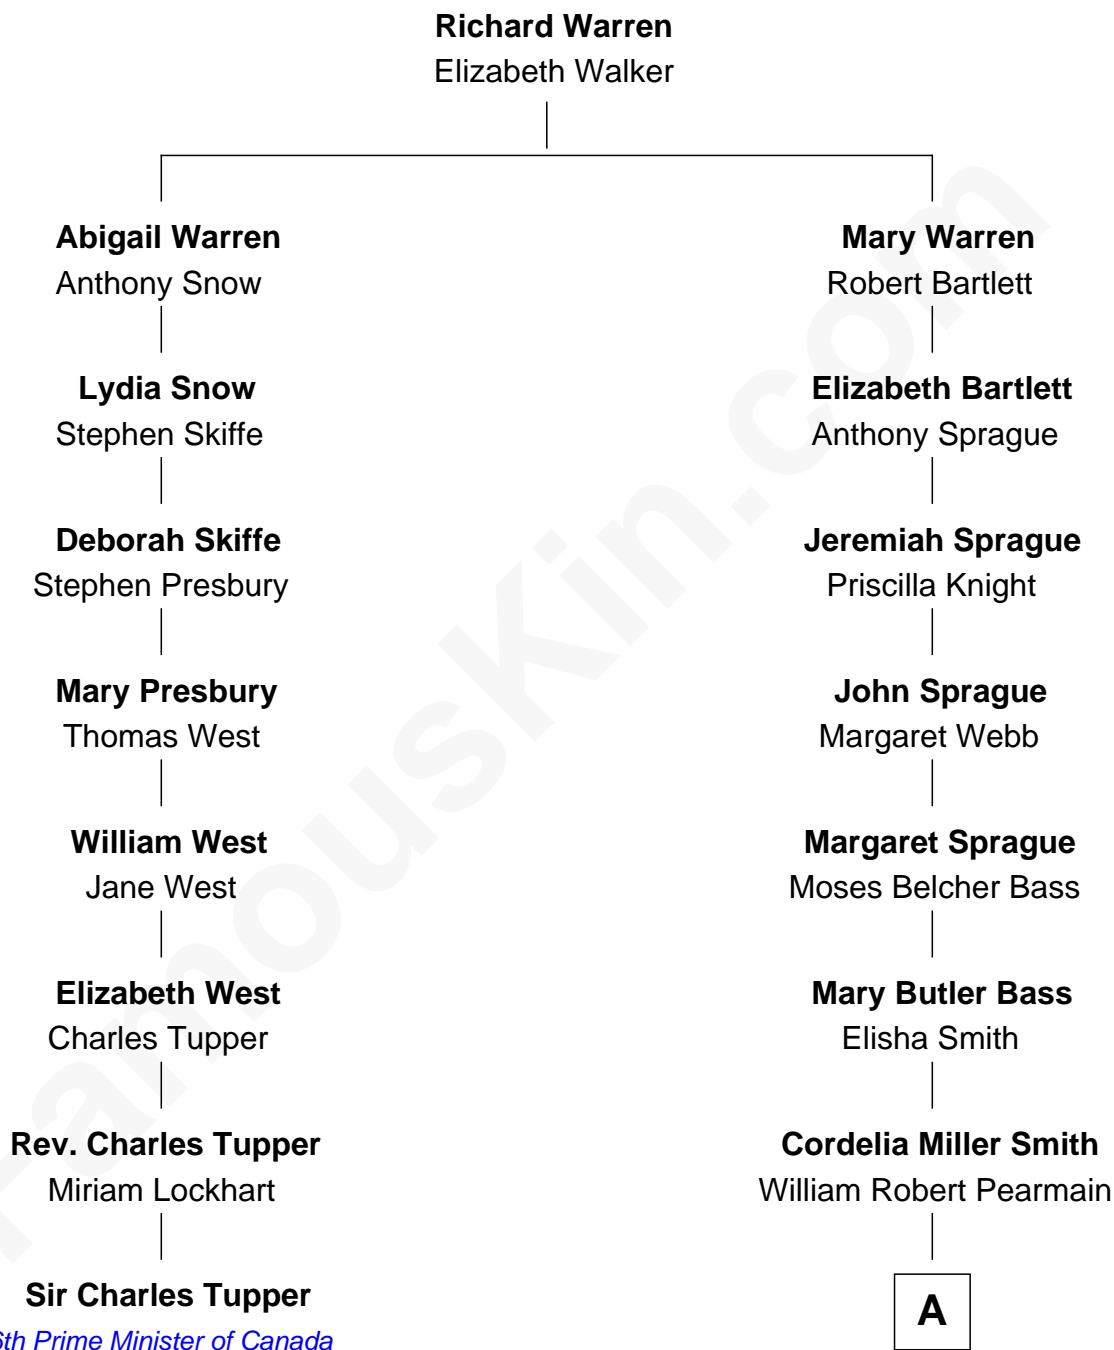 Richard Warren
Elizabeth Walker
Abigail Warren
Anthony Snow
Lydia Snow
Stephen Skiffe
Deborah Skiffe
Stephen Presbury
Mary Presbury
Thomas West
William West
Jane West
Elizabeth West
Charles Tupper
Rev. Charles Tupper
Miriam Lockhart
Sir Charles Tupper
6th Prime Minister of Canada
Mary Warren
Robert Bartlett
Elizabeth Bartlett
Anthony Sprague
Jeremiah Sprague
Priscilla Knight
John Sprague
Margaret Webb
Margaret Sprague
Moses Belcher Bass
Mary Butler Bass
Elisha Smith
Cordelia Miller Smith
William Robert Pearmain
A
FamousKin.com